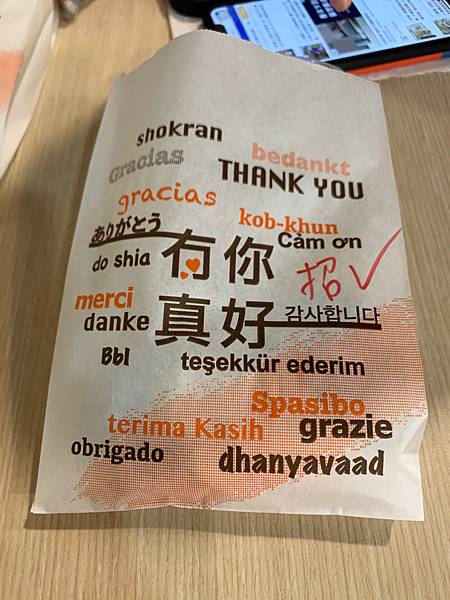 shokran
Gracias
bedankt
THANK YOU
gracias
kob-khun
ありがとう
Cảm ơn
do shia
有你
招✓
merci
真好
감사합니다
danke
Bbl
teşekkür ederim
Spasibo
terima Kasih
grazie
obrigado
dhanyavaad